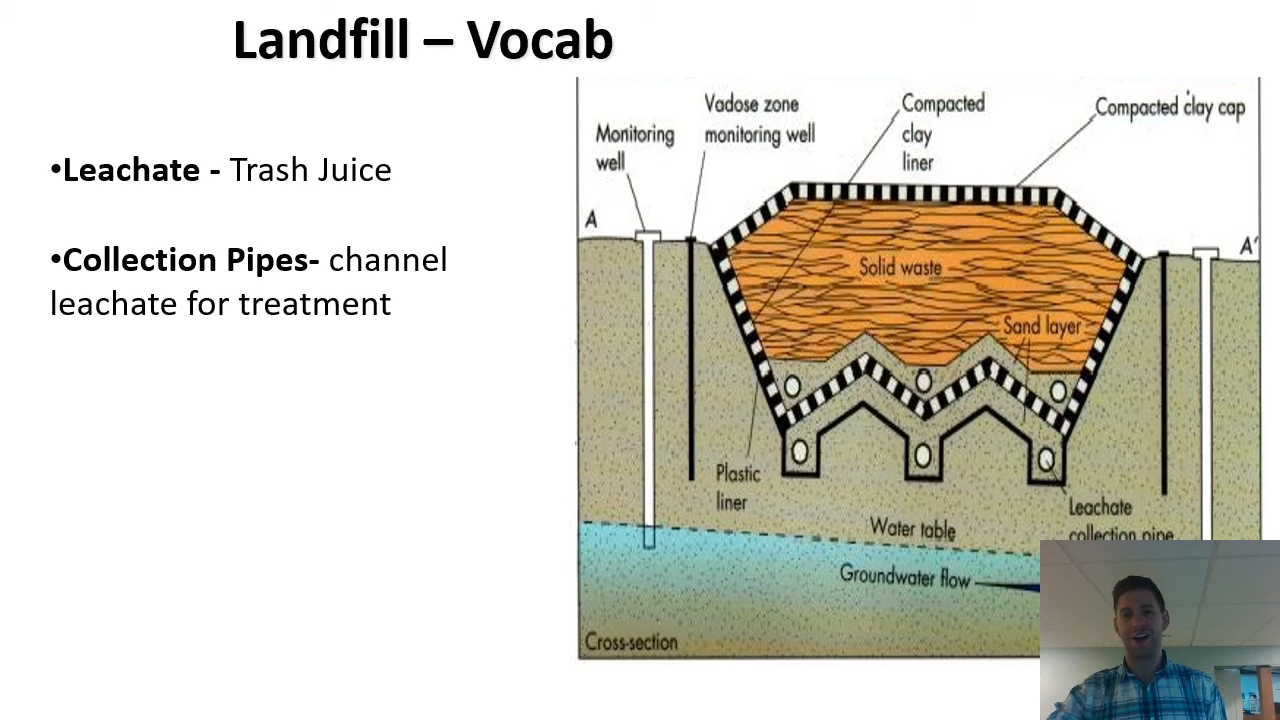 Landfill – Vocab
•Leachate - Trash Juice
•Collection Pipes- channel
leachate for treatment
Monitoring
well
Vadose zone
monitoring well
Compacted
clay
liner
Compacted clay cap
A
A'
Solid waste
Sand layer
Plastic
liner
Leachate
collection pipe
Water table
Groundwater flow
Cross-section